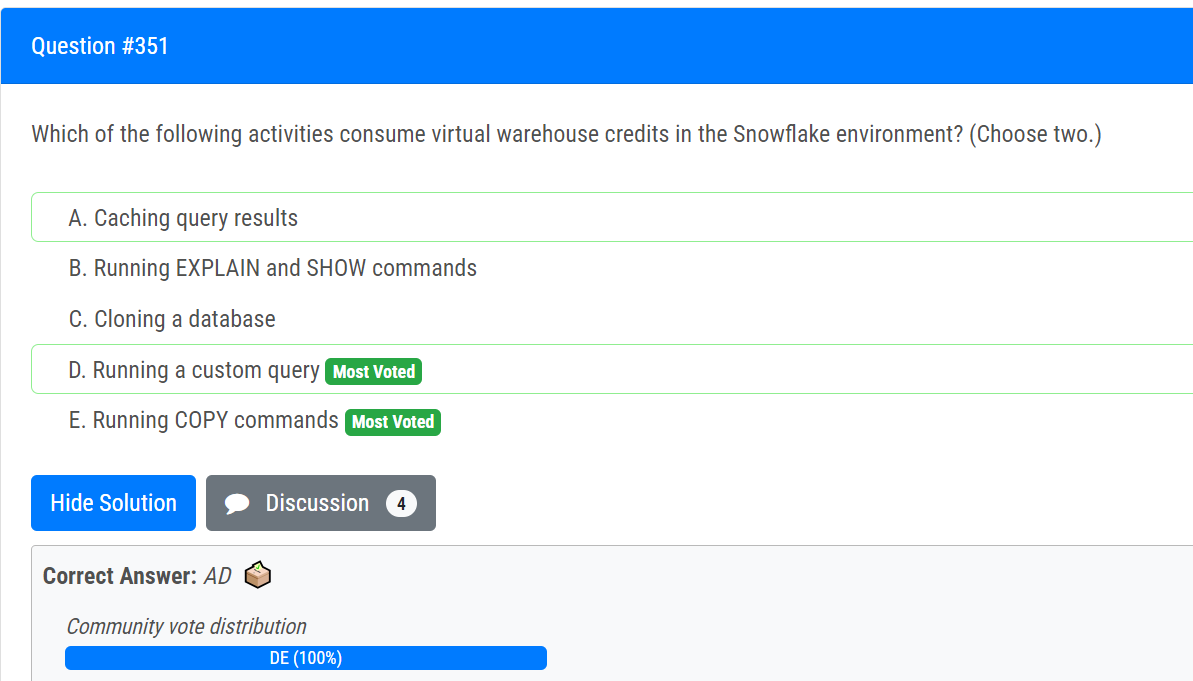 Question #351
Which of the following activities consume virtual warehouse credits in the Snowflake environment? (Choose two.)
A. Caching query results
B. Running EXPLAIN and SHOW commands
C. Cloning a database
D. Running a custom query Most Voted
E. Running COPY commands Most Voted
Hide Solution Discussion 4
Correct Answer: AD
Community vote distribution
DE (100%)